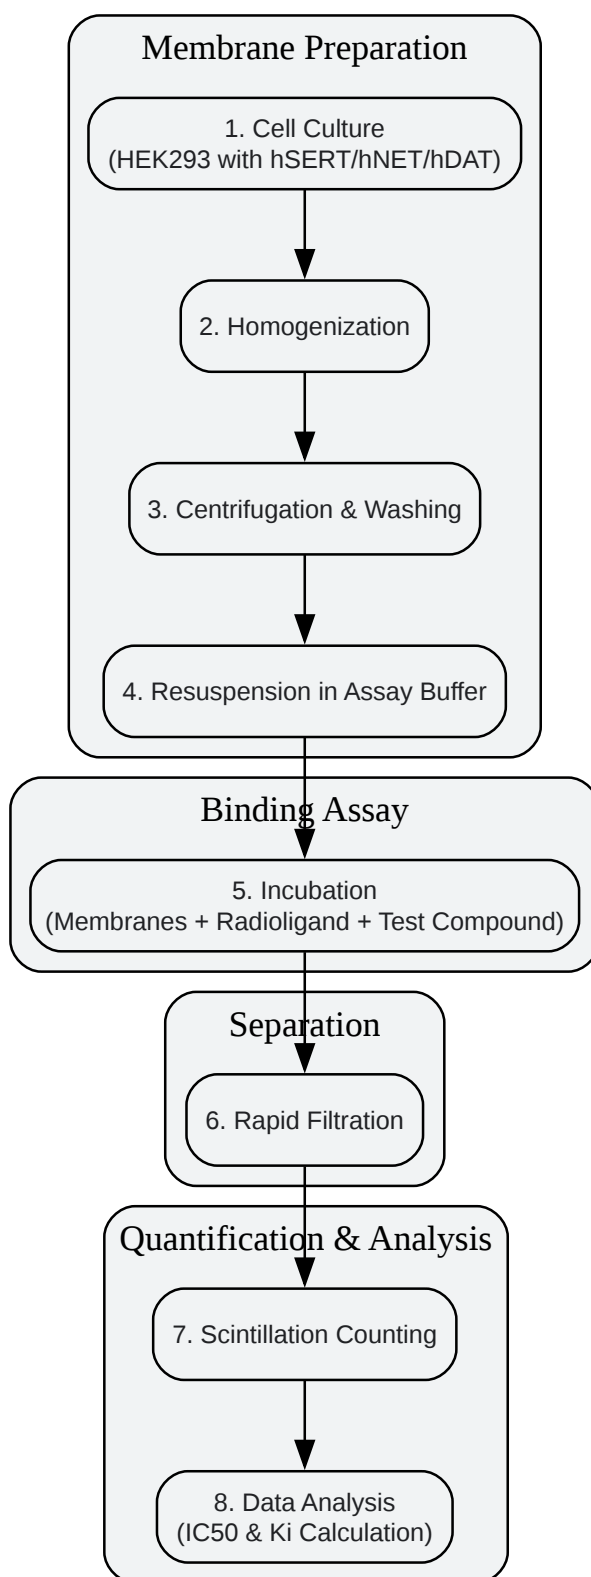 Membrane Preparation
1. Cell Culture
(HEK293 with hSERT/hNET/hDAT)
2. Homogenization
3. Centrifugation & Washing
4. Resuspension in Assay Buffer
Binding Assay
5. Incubation
(Membranes + Radioligand + Test Compound)
Separation
6. Rapid Filtration
Quantification & Analysis
7. Scintillation Counting
8. Data Analysis
(IC50 & Ki Calculation)